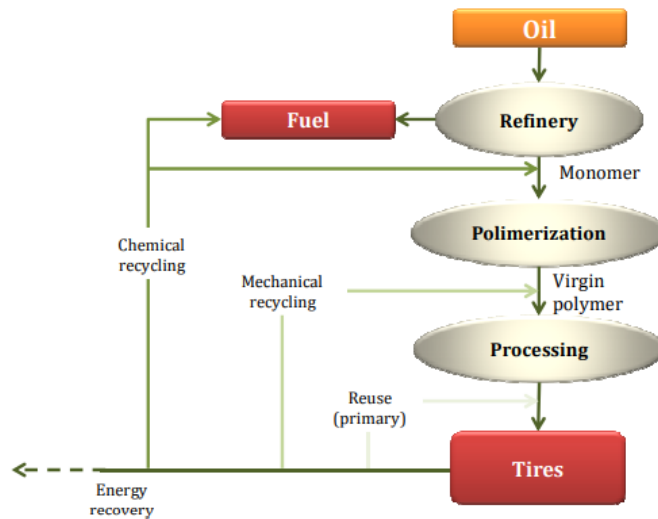 Oil
Fuel
Refinery
Monomer
Polimerization
Chemical
recycling
Mechanical
recycling
Virgin
polymer
Processing
Reuse
(primary)
Tires
Energy
recovery